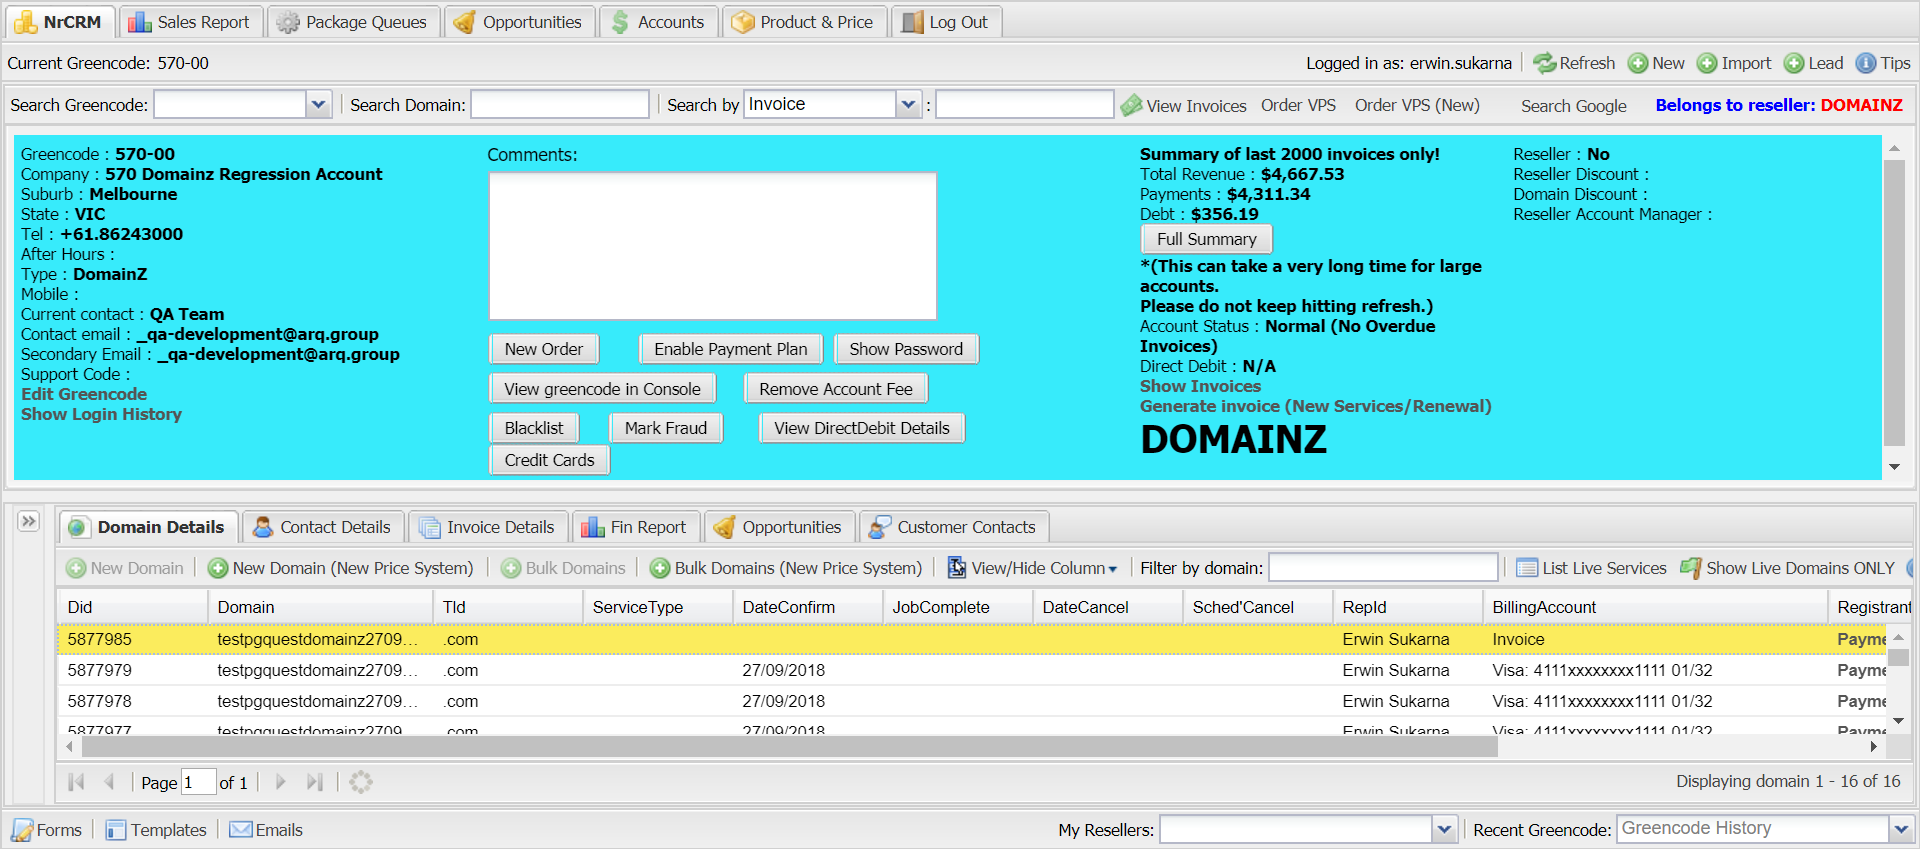 NrCRM Sales Report Package Queues Opportunities Accounts Product & Price Log Out
Current Greencode: 570-00 Logged in as: erwin.sukarna Refresh New Import Lead Tips
Search Greencode: Search Domain: Search by Invoice : View Invoices Order VPS Order VPS (New) Search Google Belongs to reseller: DOMAINZ
Greencode : 570-00
Company : 570 Domainz Regression Account
Suburb : Melbourne
State : VIC
Tel : +61.86243000
After Hours :
Type : DomainZ
Mobile :
Current contact : QA Team
Contact email : _qa-development@arq.group
Secondary Email : _qa-development@arq.group
Support Code :
Edit Greencode
Show Login History
Comments:
New Order Enable Payment Plan Show Password
View greencode in Console Remove Account Fee
Blacklist Mark Fraud View DirectDebit Details
Credit Cards
Summary of last 2000 invoices only!
Total Revenue : $4,667.53
Payments : $4,311.34
Debt : $356.19
Full Summary
*(This can take a very long time for large
accounts.
Please do not keep hitting refresh.)
Account Status : Normal (No Overdue
Invoices)
Direct Debit : N/A
Show Invoices
Generate invoice (New Services/Renewal)
DOMAINZ
Reseller : No
Reseller Discount :
Domain Discount :
Reseller Account Manager :
Domain Details Contact Details Invoice Details Fin Report Opportunities Customer Contacts
New Domain New Domain (New Price System) Bulk Domains Bulk Domains (New Price System) View/Hide Column Filter by domain: List Live Services Show Live Domains ONLY
Did Domain Tld ServiceType DateConfirm JobComplete DateCancel Sched'Cancel RepId BillingAccount Registrant
5877985 testpgquestdomainz2709... .com Erwin Sukarna Invoice Payme
5877979 testpgquestdomainz2709... .com 27/09/2018 Erwin Sukarna Visa: 4111xxxxxxxx1111 01/32 Payme
5877978 testpgquestdomainz2709... .com 27/09/2018 Erwin Sukarna Visa: 4111xxxxxxxx1111 01/32 Payme
5877977 testpgquestdomainz2709... .com 27/09/2018 Erwin Sukarna Visa: 4111xxxxxxxx1111 01/32 Payme
Page 1 of 1 Displaying domain 1 - 16 of 16
Forms Templates Emails My Resellers: Recent Greencode: Greencode History